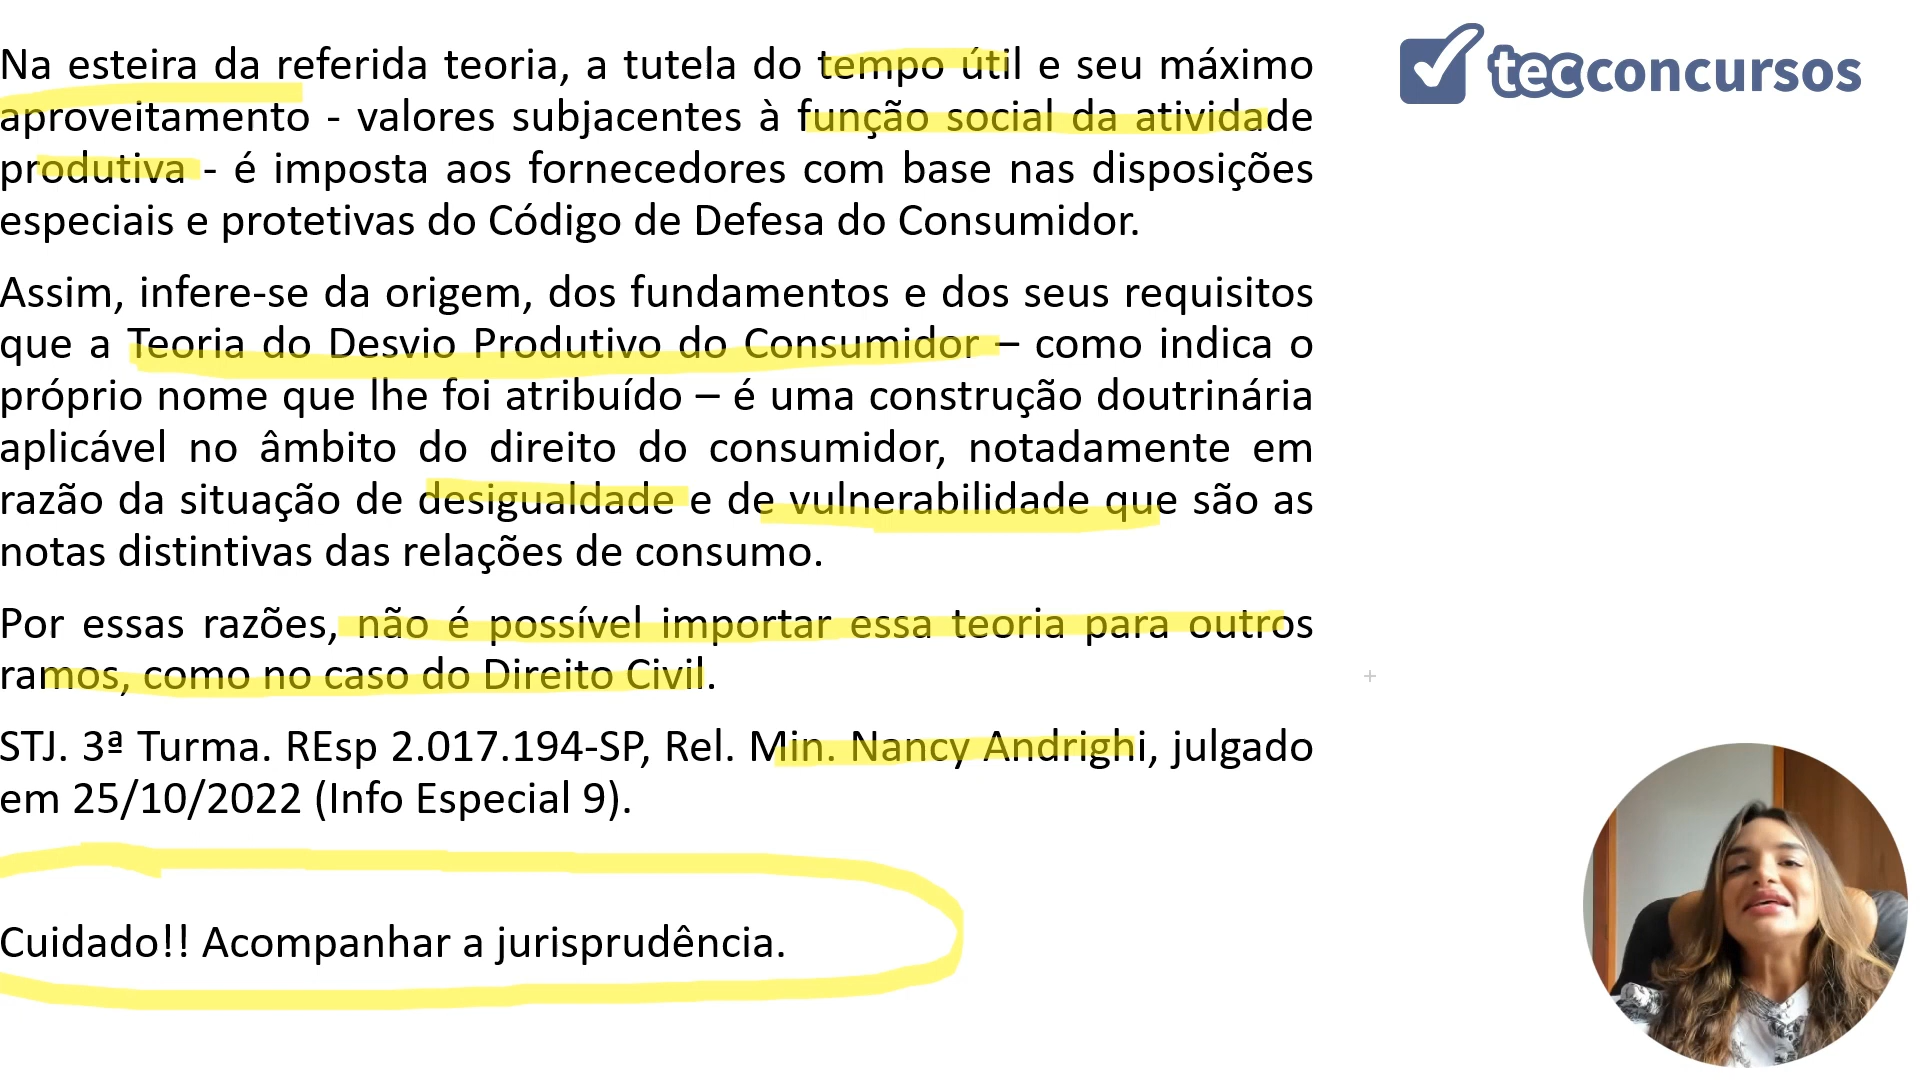 Na esteira da referida teoria, a tutela do tempo útil e seu máximo
aproveitamento - valores subjacentes à função social da atividade
produtiva - é imposta aos fornecedores com base nas disposições
especiais e protetivas do Código de Defesa do Consumidor.
Assim, infere-se da origem, dos fundamentos e dos seus requisitos
que a Teoria do Desvio Produtivo do Consumidor – como indica o
próprio nome que lhe foi atribuído – é uma construção doutrinária
aplicável no âmbito do direito do consumidor, notadamente em
razão da situação de desigualdade e de vulnerabilidade que são as
notas distintivas das relações de consumo.
Por essas razões, não é possível importar essa teoria para outros
ramos, como no caso do Direito Civil.
STJ. 3ª Turma. REsp 2.017.194-SP, Rel. Min. Nancy Andrighi, julgado
em 25/10/2022 (Info Especial 9).
Cuidado!! Acompanhar a jurisprudência.
tecconcursos